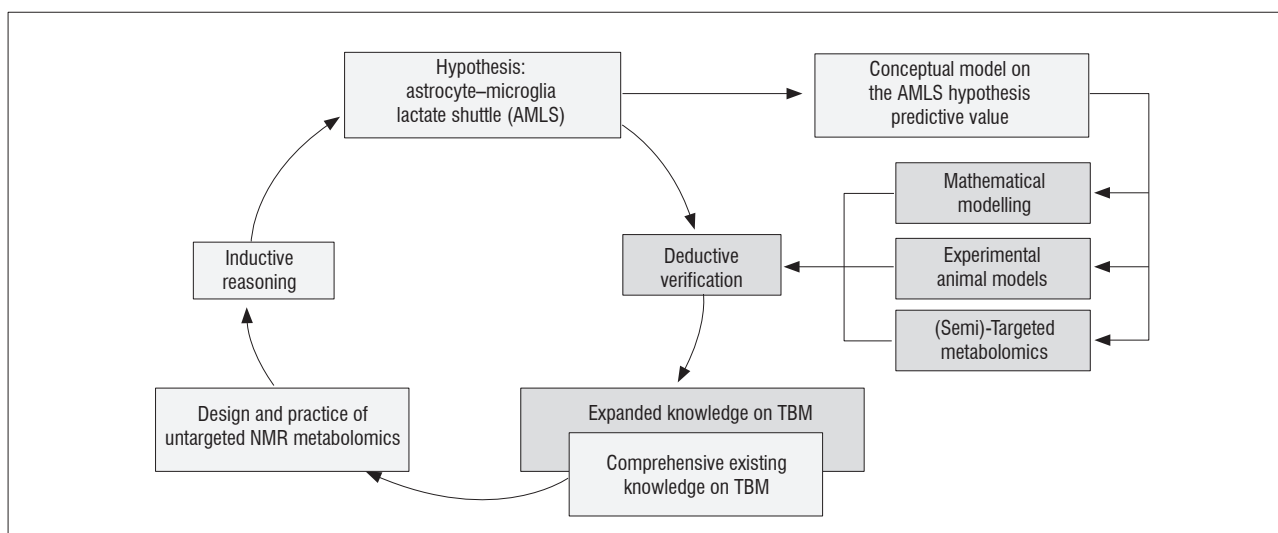 Hypothesis:
astrocyte–microglia
lactate shuttle (AMLS)
Conceptual model on
the AMLS hypothesis
predictive value
Mathematical
modelling
Inductive
reasoning
Deductive
verification
Experimental
animal models
(Semi)-Targeted
metabolomics
Design and practice of
untargeted NMR metabolomics
Expanded knowledge on TBM
Comprehensive existing
knowledge on TBM